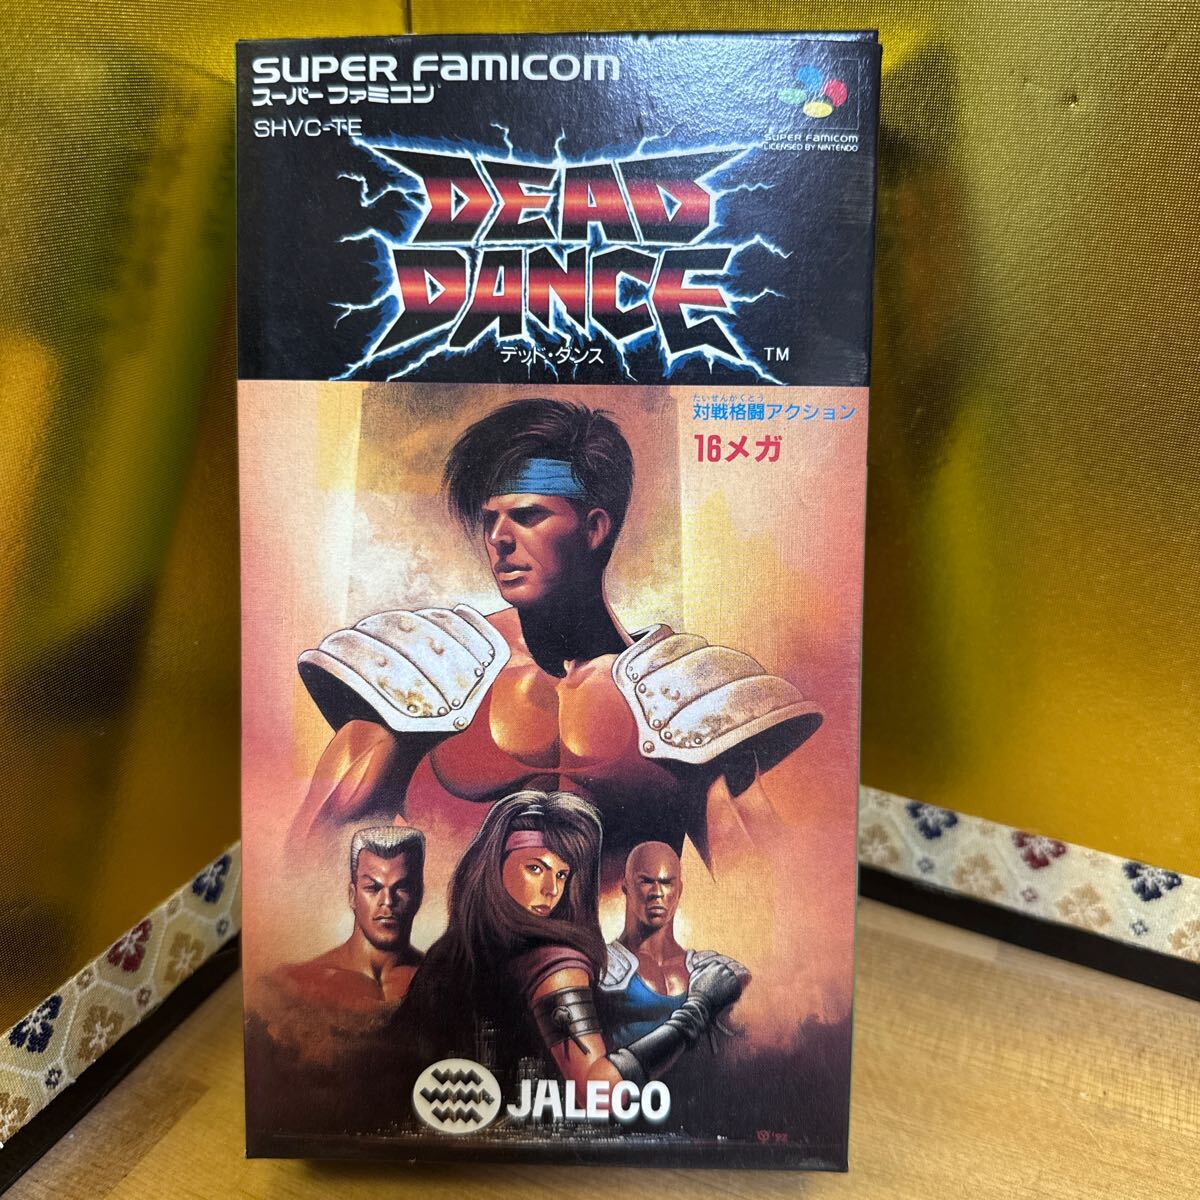 SUPER FAMICOM
スーパーファミコン
SHVC-TE
SUPER FAMICOM
LICENSED BY NINTENDO
DEAD
DANCE
デッド・ダンス
TM
たいせんかくとう
対戦格闘アクション
16メガ
JALECO
'92